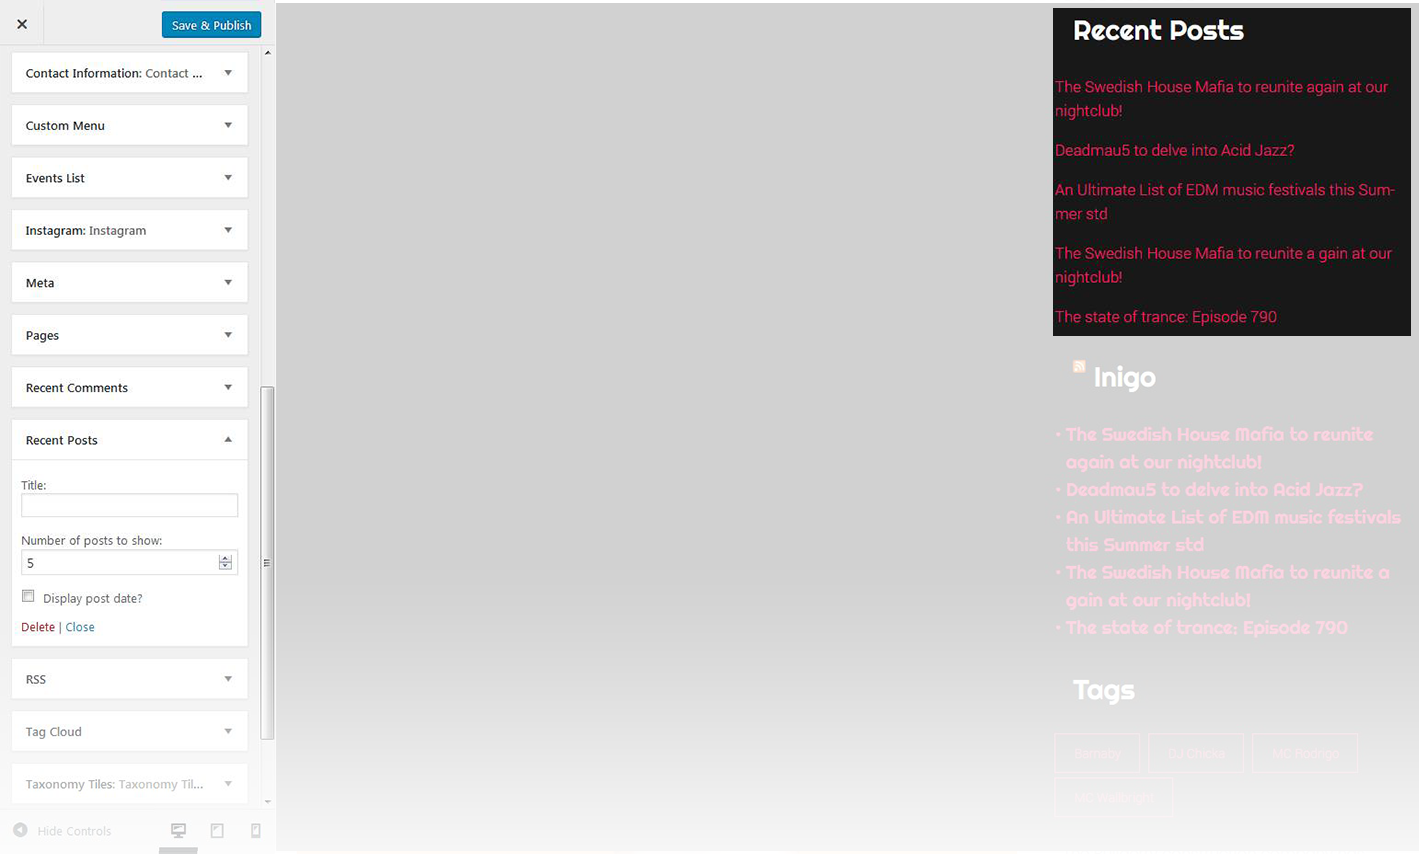 Save & Publish
Contact Information: Contact ...
Custom Menu
Events List
Instagram: Instagram
Meta
Pages
Recent Comments
Recent Posts
Title:
Number of posts to show:
5
Display post date?
Delete | Close
RSS
Tag Cloud
Taxonomy Tiles: Taxonomy Til...
Hide Controls
Recent Posts
The Swedish House Mafia to reunite again at our
nightclub!
Deadmau5 to delve into Acid Jazz?
An Ultimate List of EDM music festivals this Sum-
mer std
The Swedish House Mafia to reunite a gain at our
nightclub!
The state of trance: Episode 790
Inigo
• The Swedish House Mafia to reunite
again at our nightclub!
• Deadmau5 to delve into Acid Jazz?
• An Ultimate List of EDM music festivals
this Summer std
• The Swedish House Mafia to reunite a
gain at our nightclub!
• The state of trance: Episode 790
Tags